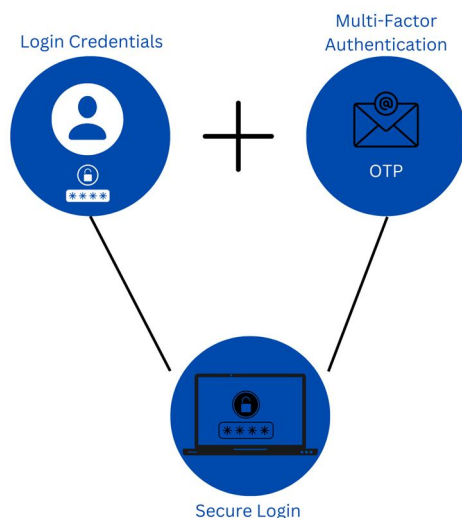 Login Credentials
Multi-Factor
Authentication
@
****
OTP
****
Secure Login